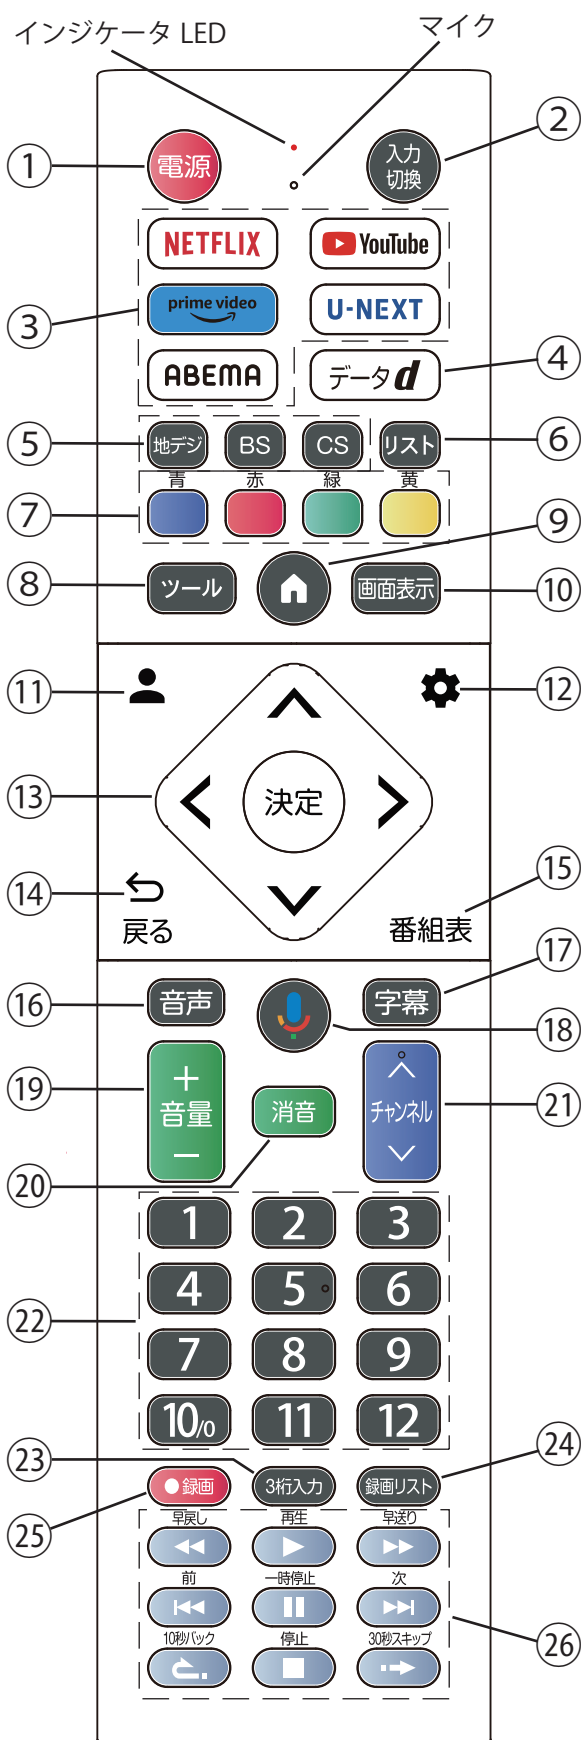 インジケータ LED
マイク
①
電源
②
入力
切換
③
NETFLIX
YouTube
prime video
U-NEXT
ABEMA
④
データd
⑤
地デジ
BS
CS
リスト
⑥
⑦
青
赤
緑
黄
⑧
ツール
⑨
画面表示
⑩
⑪
⑫
⑬
決定
⑭
戻る
⑮
番組表
⑯
音声
⑰
字幕
⑱
⑲
+
音量
−
⑳
消音
㉑
チャンネル
㉒
1
2
3
4
5
6
7
8
9
10/0
11
12
㉓
㉔
●録画
3桁入力
録画リスト
㉕
早戻し
再生
早送り
前
一時停止
次
㉖
10秒バック
停止
30秒スキップ